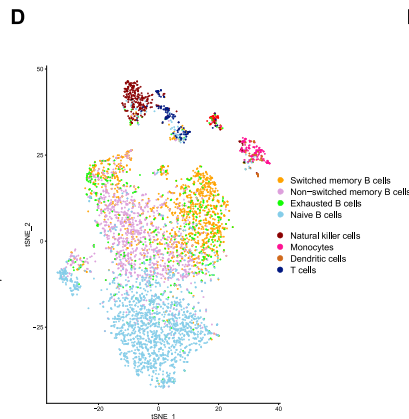 D
50
25
0
−25
tSNE_2
−20
0
20
40
tSNE_1
Switched memory B cells
Non−switched memory B cells
Exhausted B cells
Naive B cells
Natural killer cells
Monocytes
Dendritic cells
T cells